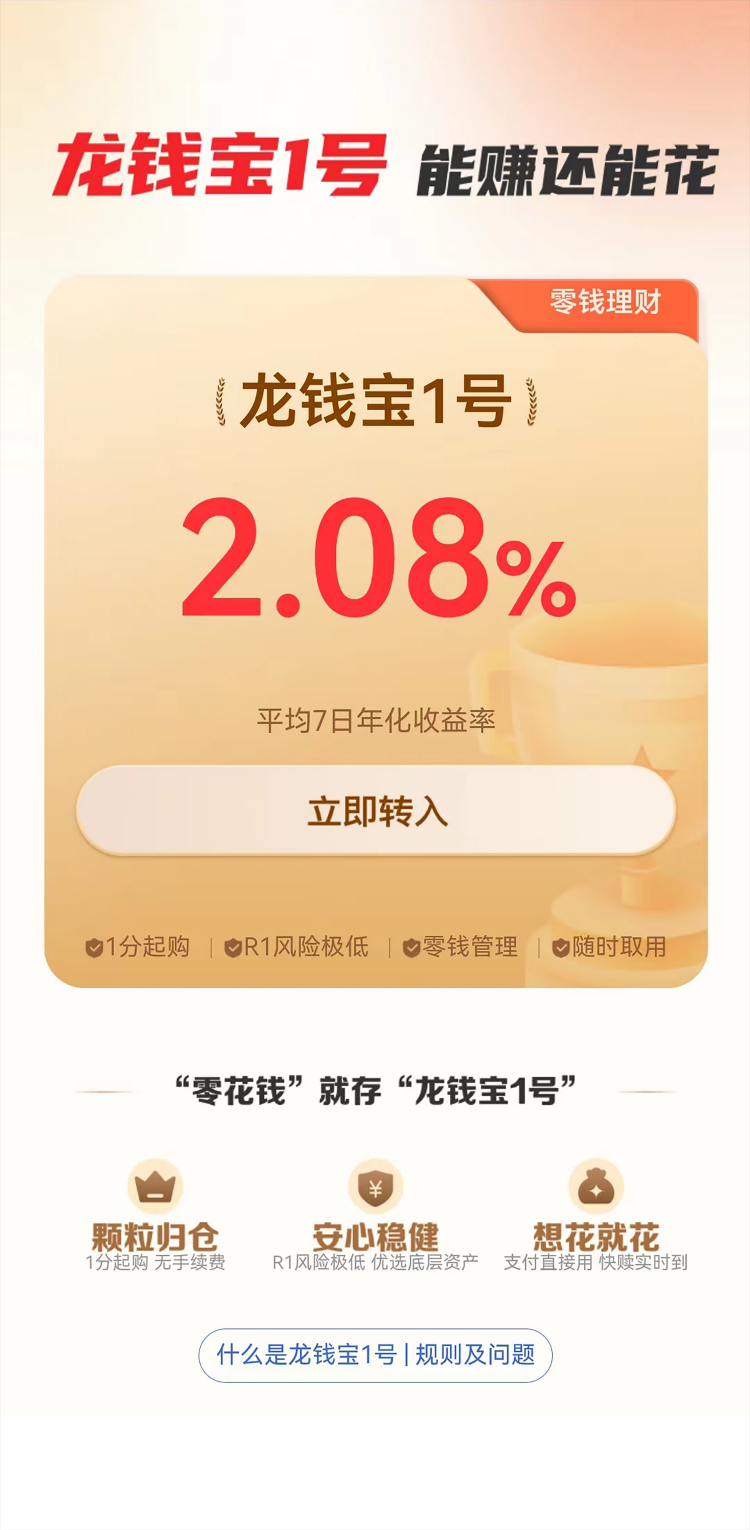 龙钱宝1号 能赚还能花
零钱理财
龙钱宝1号
2.08%
平均7日年化收益率
立即转入
1分起购 | R1风险极低 | 零钱管理 | 随时取用
“零花钱”就存“龙钱宝1号”
颗粒归仓 安心稳健 想花就花
1分起购 无手续费 R1风险极低 优选底层资产 支付直接用 快赎实时到
什么是龙钱宝1号 | 规则及问题